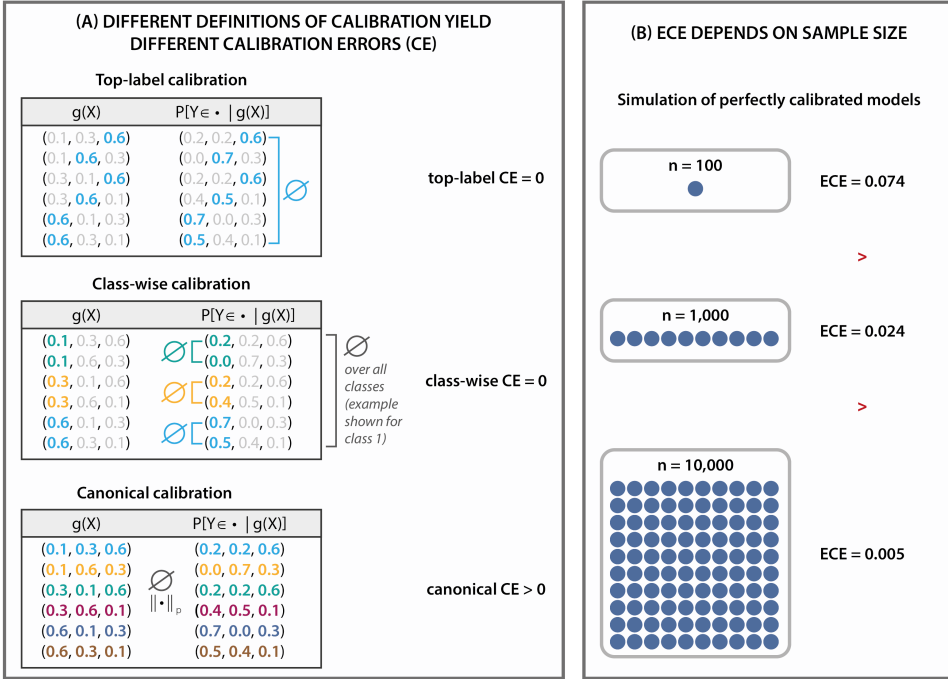 (A) DIFFERENT DEFINITIONS OF CALIBRATION YIELD
DIFFERENT CALIBRATION ERRORS (CE)
Top-label calibration
g(X) P[Y∈ • | g(X)]
(0.1, 0.3, 0.6) (0.2, 0.2, 0.6)
(0.1, 0.6, 0.3) (0.0, 0.7, 0.3)
(0.3, 0.1, 0.6) (0.2, 0.2, 0.6)
(0.3, 0.6, 0.1) (0.4, 0.5, 0.1)
(0.6, 0.1, 0.3) (0.7, 0.0, 0.3)
(0.6, 0.3, 0.1) (0.5, 0.4, 0.1)
∅
top-label CE = 0
Class-wise calibration
g(X) P[Y∈ • | g(X)]
(0.1, 0.3, 0.6) (0.2, 0.2, 0.6)
(0.1, 0.6, 0.3) (0.0, 0.7, 0.3)
(0.3, 0.1, 0.6) (0.2, 0.2, 0.6)
(0.3, 0.6, 0.1) (0.4, 0.5, 0.1)
(0.6, 0.1, 0.3) (0.7, 0.0, 0.3)
(0.6, 0.3, 0.1) (0.5, 0.4, 0.1)
∅
∅
∅
∅
over all
classes
(example
shown for
class 1)
class-wise CE = 0
Canonical calibration
g(X) P[Y∈ • | g(X)]
(0.1, 0.3, 0.6) (0.2, 0.2, 0.6)
(0.1, 0.6, 0.3) (0.0, 0.7, 0.3)
(0.3, 0.1, 0.6) (0.2, 0.2, 0.6)
(0.3, 0.6, 0.1) (0.4, 0.5, 0.1)
(0.6, 0.1, 0.3) (0.7, 0.0, 0.3)
(0.6, 0.3, 0.1) (0.5, 0.4, 0.1)
∅
‖•‖p
canonical CE > 0
(B) ECE DEPENDS ON SAMPLE SIZE
Simulation of perfectly calibrated models
n = 100
ECE = 0.074
>
n = 1,000
ECE = 0.024
>
n = 10,000
ECE = 0.005